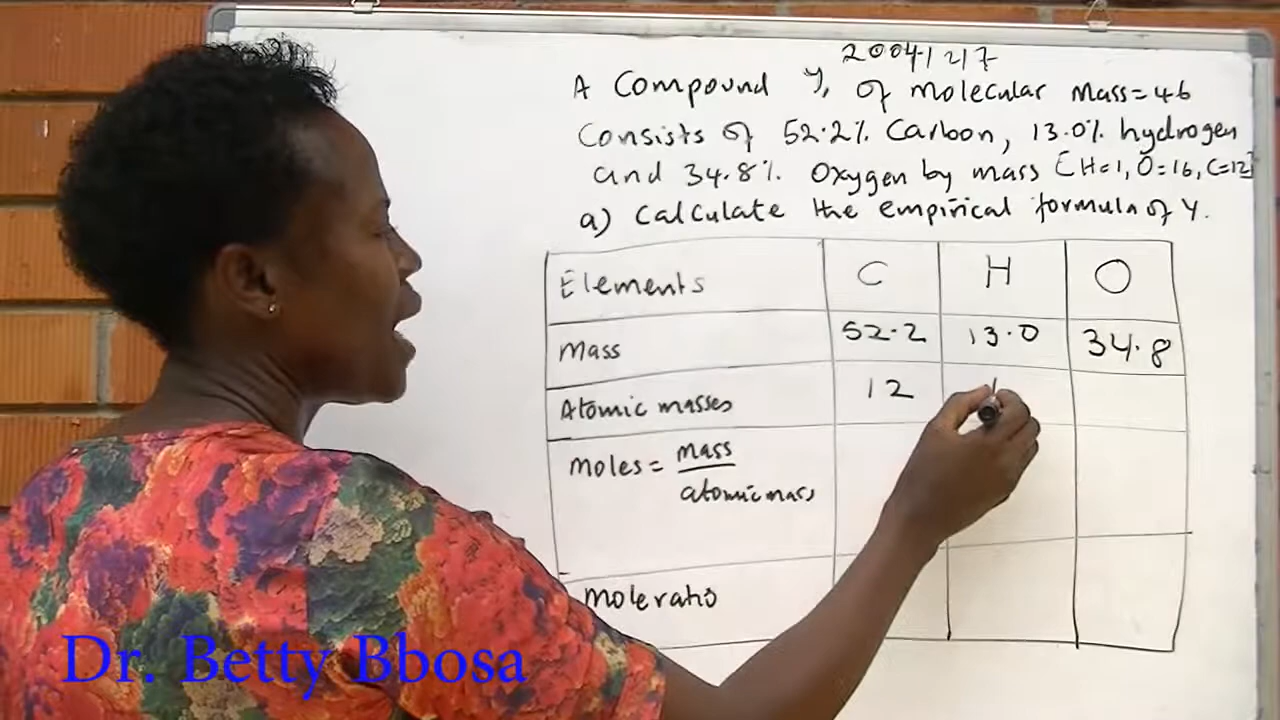 2004/2/7
A Compound Y, of molecular mass=46
Consists of 52.2% Carbon, 13.0% hydrogen
and 34.8% Oxygen by mass [H=1, O=16, C=12]
a) Calculate the empirical formula of Y.
Elements C H O
Mass 52.2 13.0 34.8
Atomic masses 12
Moles = mass
atomic mass
Mole ratio
Dr. Betty Bbosa